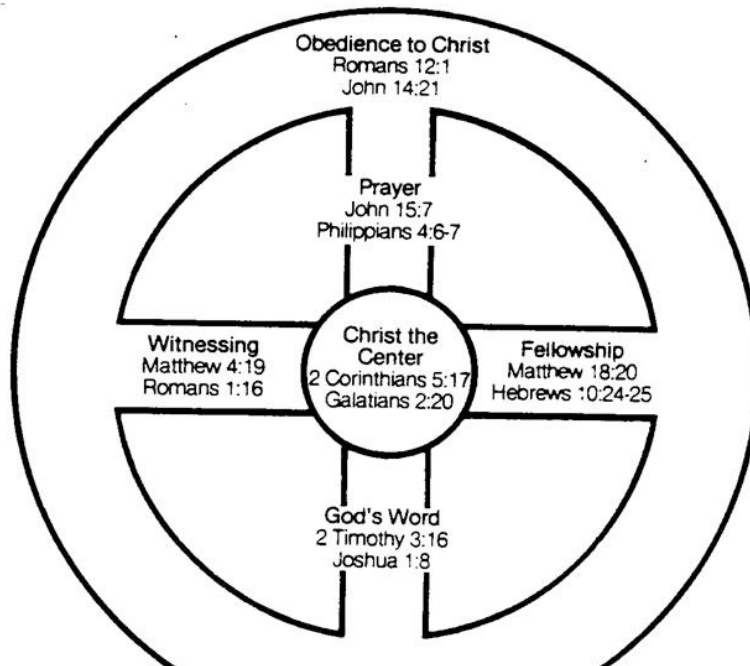 Obedience to Christ
Romans 12:1
John 14:21
Prayer
John 15:7
Philippians 4:6-7
Witnessing
Matthew 4:19
Romans 1:16
Christ the
Center
2 Corinthians 5:17
Galatians 2:20
Fellowship
Matthew 18:20
Hebrews 10:24-25
God's Word
2 Timothy 3:16
Joshua 1:8